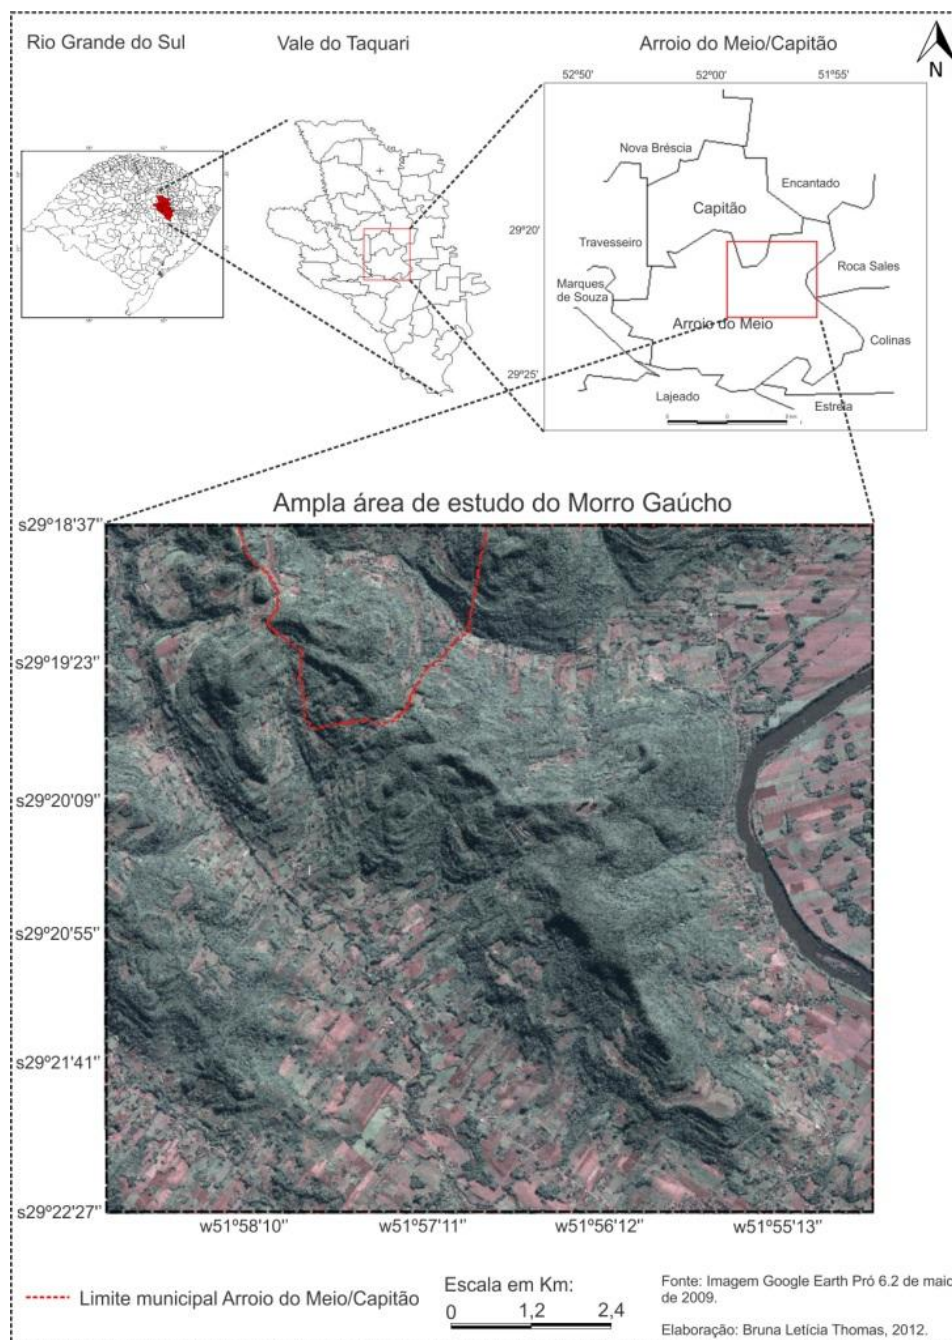 Rio Grande do Sul
Vale do Taquari
Arroio do Meio/Capitão
N
52º50'
52º00'
51º55'
Nova Bréscia
Encantado
Capitão
29º20'
Travesseiro
Roca Sales
Marques
de Souza
Arroio do Meio
Colinas
29º25'
Lajeado
Estrela
Ampla área de estudo do Morro Gaúcho
s29º18'37"
s29º19'23"
s29º20'09"
s29º20'55"
s29º21'41"
s29º22'27"
w51º58'10"
w51º57'11"
w51º56'12"
w51º55'13"
Limite municipal Arroio do Meio/Capitão
Escala em Km:
0 1,2 2,4
Fonte: Imagem Google Earth Pró 6.2 de maio
de 2009.
Elaboração: Bruna Letícia Thomas, 2012.